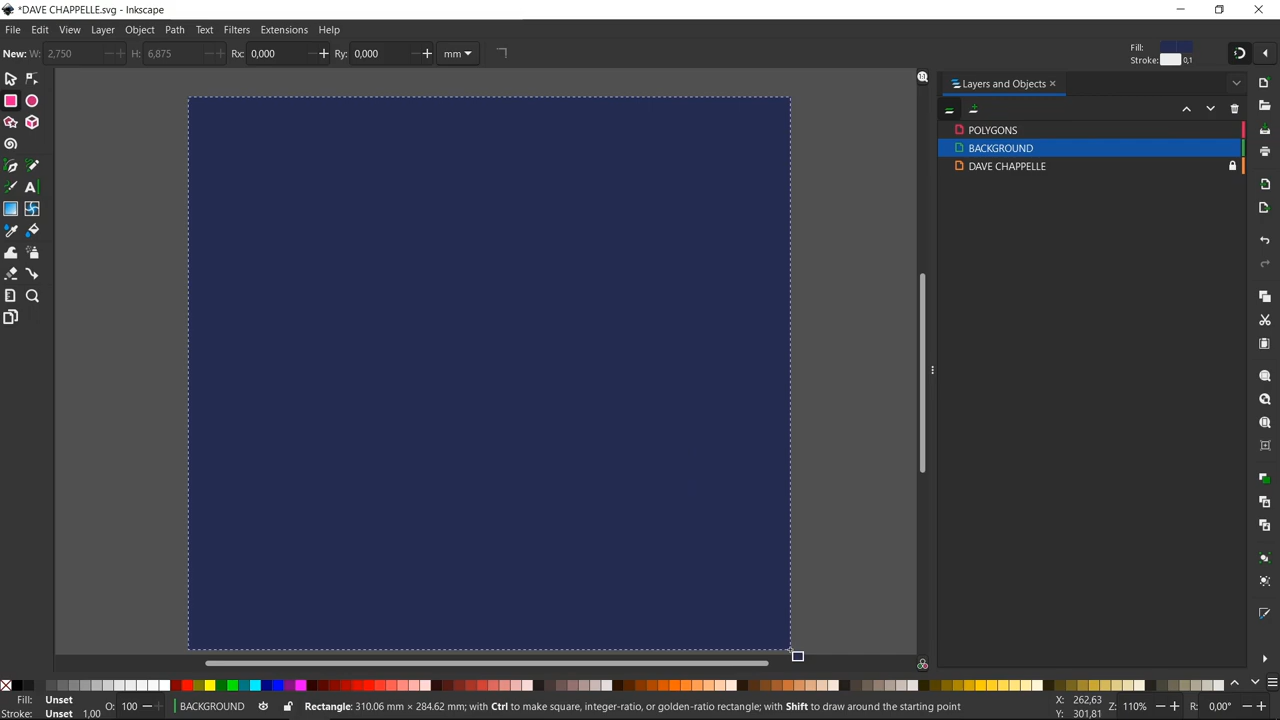 *DAVE CHAPPELLE.svg - Inkscape
File Edit View Layer Object Path Text Filters Extensions Help
New: W: 2,750 H: 6,875 Rx: 0,000 Ry: 0,000 mm Fill: Stroke: 0,1
Layers and Objects
POLYGONS
BACKGROUND
DAVE CHAPPELLE
Fill: Unset
Stroke: Unset 1,00
O: 100
BACKGROUND
Rectangle: 310.06 mm × 284.62 mm; with Ctrl to make square, integer-ratio, or golden-ratio rectangle; with Shift to draw around the starting point
X: 262,63
Y: 301,81
Z: 110%
R: 0,00°